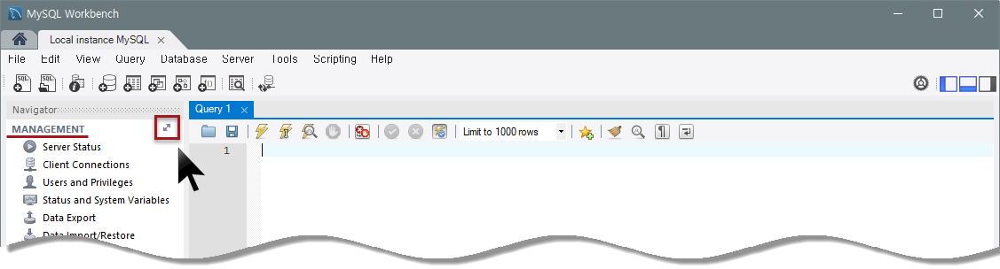 MySQL Workbench
Local instance MySQL
File Edit View Query Database Server Tools Scripting Help
Navigator
Query 1
MANAGEMENT
Limit to 1000 rows
Server Status
1
Client Connections
Users and Privileges
Status and System Variables
Data Export
Data Import/Restore